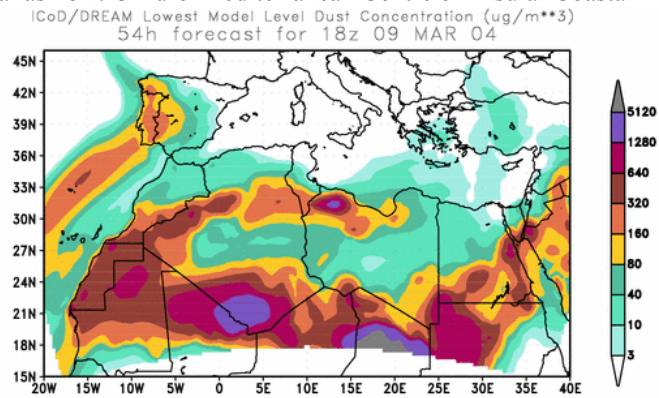 ICoD/DREAM Lowest Model Level Dust Concentration (ug/m**3)
54h forecast for 18z 09 MAR 04
45N
42N
39N
36N
33N
30N
27N
24N
21N
18N
15N
20W 15W 10W 5W 0 5E 10E 15E 20E 25E 30E 35E 40E
5120
1280
640
320
160
80
40
10
3